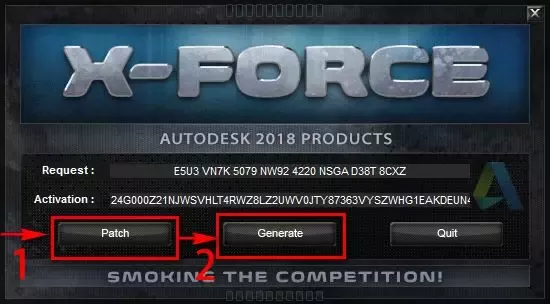 X-FORCE
AUTODESK 2018 PRODUCTS
Request : E5U3 VN7K 5079 NW92 4220 NSGA D38T 8CXZ
Activation : 24G000Z21NJWSVHLT4RWZ8LZ2UWV0JTY87363VYSZWHG1EAKDEUN4
Patch Generate Quit
1 2
SMOKING THE COMPETITION!